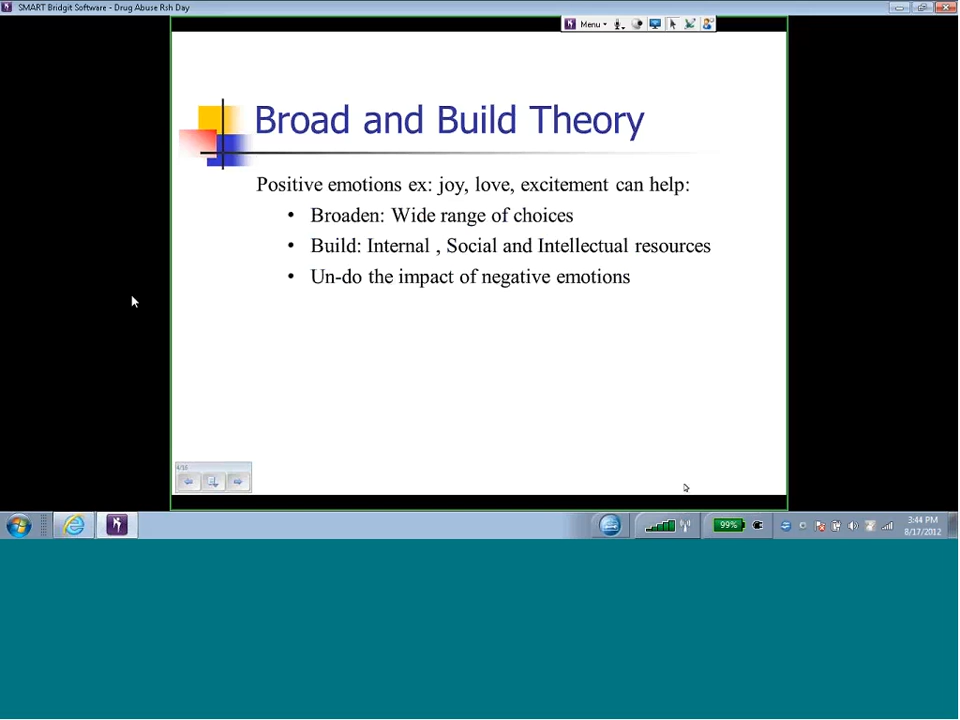 SMART Bridgit Software - Drug Abuse Rsh Day
Menu
Broad and Build Theory
Positive emotions ex: joy, love, excitement can help:
• Broaden: Wide range of choices
• Build: Internal , Social and Intellectual resources
• Un-do the impact of negative emotions
4/16
99%
3:44 PM
8/17/2012